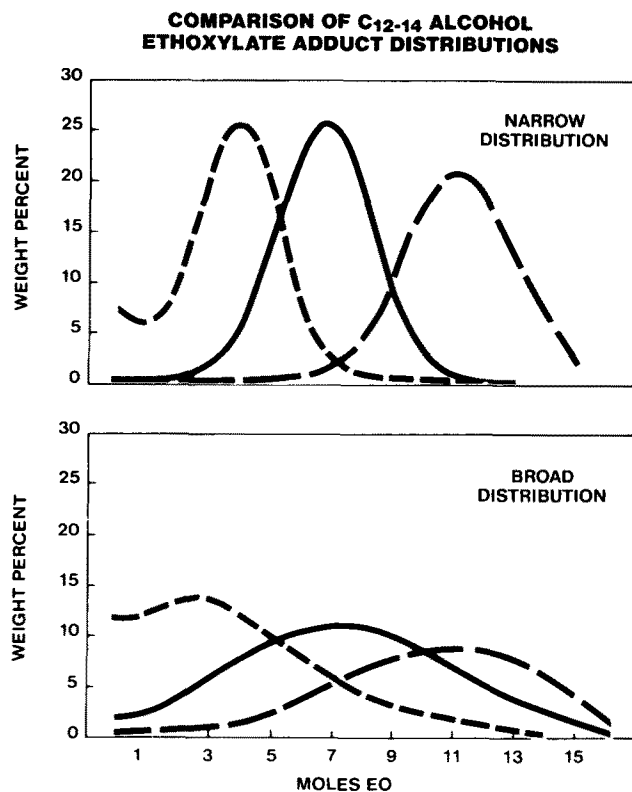 COMPARISON OF C12-14 ALCOHOL
ETHOXYLATE ADDUCT DISTRIBUTIONS
30
25
20
15
10
5
0
WEIGHT PERCENT
NARROW
DISTRIBUTION
30
25
20
15
10
5
0
WEIGHT PERCENT
BROAD
DISTRIBUTION
1 3 5 7 9 11 13 15
MOLES EO